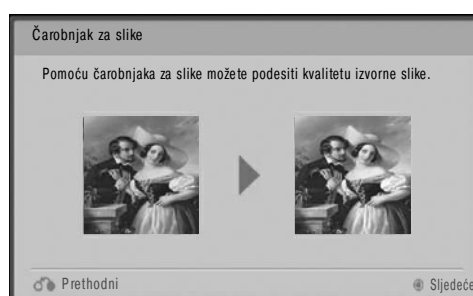 Čarobnjak za slike
Pomoću čarobnjaka za slike možete podesiti kvalitetu izvorne slike.
Prethodni
Sljedeće